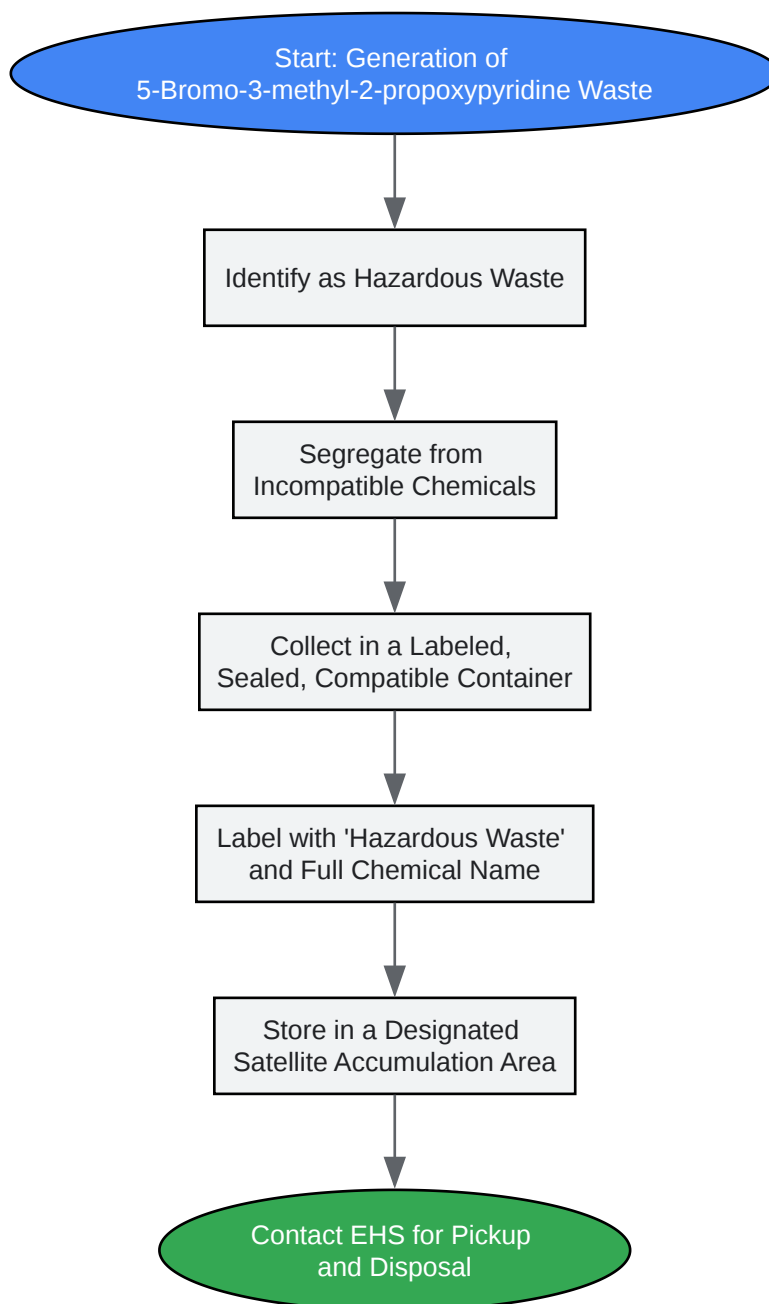 Start: Generation of
5-Bromo-3-methyl-2-propoxypyridine Waste
Identify as Hazardous Waste
Segregate from
Incompatible Chemicals
Collect in a Labeled,
Sealed, Compatible Container
Label with 'Hazardous Waste'
and Full Chemical Name
Store in a Designated
Satellite Accumulation Area
Contact EHS for Pickup
and Disposal